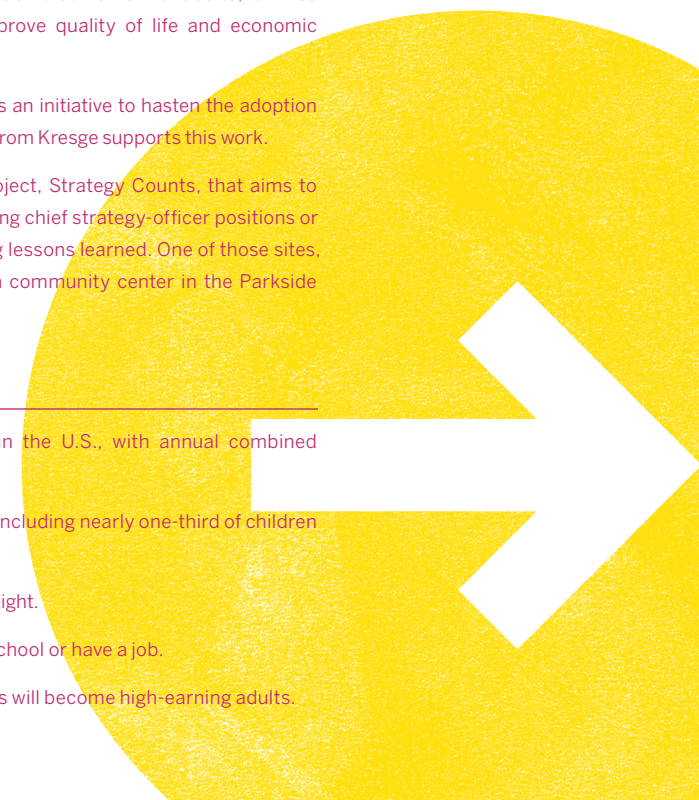 prove quality of life and economic
s an initiative to hasten the adoption
rom Kresge supports this work.
oject, Strategy Counts, that aims to
ng chief strategy-officer positions or
g lessons learned. One of those sites,
community center in the Parkside
in the U.S., with annual combined
ncluding nearly one-third of children
ight.
chool or have a job.
s will become high-earning adults.